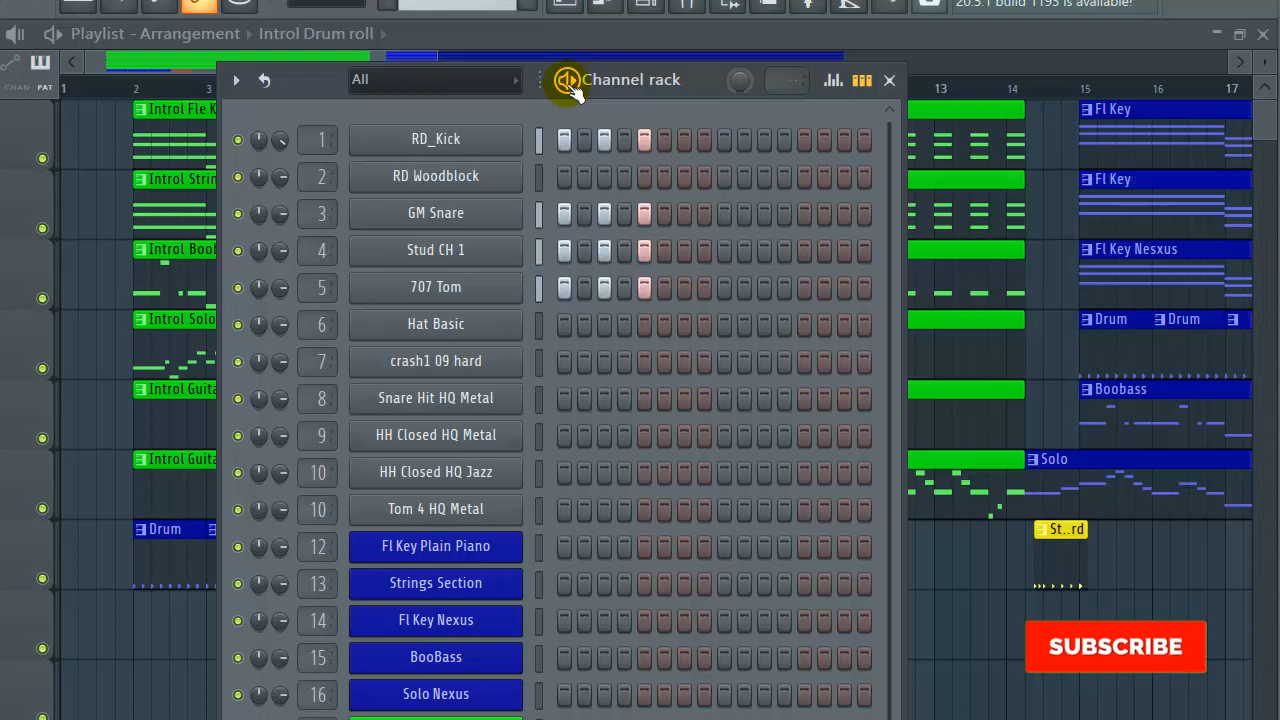 20.5.1 build 1193 is available!
Playlist - Arrangement Introl Drum roll
All
Channel rack
CHAN PAT
1 2 3 13 14 15 16 17
Introl Fle K
Fl Key
1 RD_Kick
2 RD Woodblock
Introl Strin
Fl Key
3 GM Snare
4 Stud CH 1
Introl Boob
Fl Key Nesxus
5 707 Tom
6 Hat Basic
Introl Solo
Drum Drum
7 crash1 09 hard
8 Snare Hit HQ Metal
Introl Guita
Boobass
9 HH Closed HQ Metal
Introl Guita
Solo
10 HH Closed HQ Jazz
10 Tom 4 HQ Metal
Drum
St..rd
12 Fl Key Plain Piano
13 Strings Section
14 Fl Key Nexus
SUBSCRIBE
15 BooBass
16 Solo Nexus